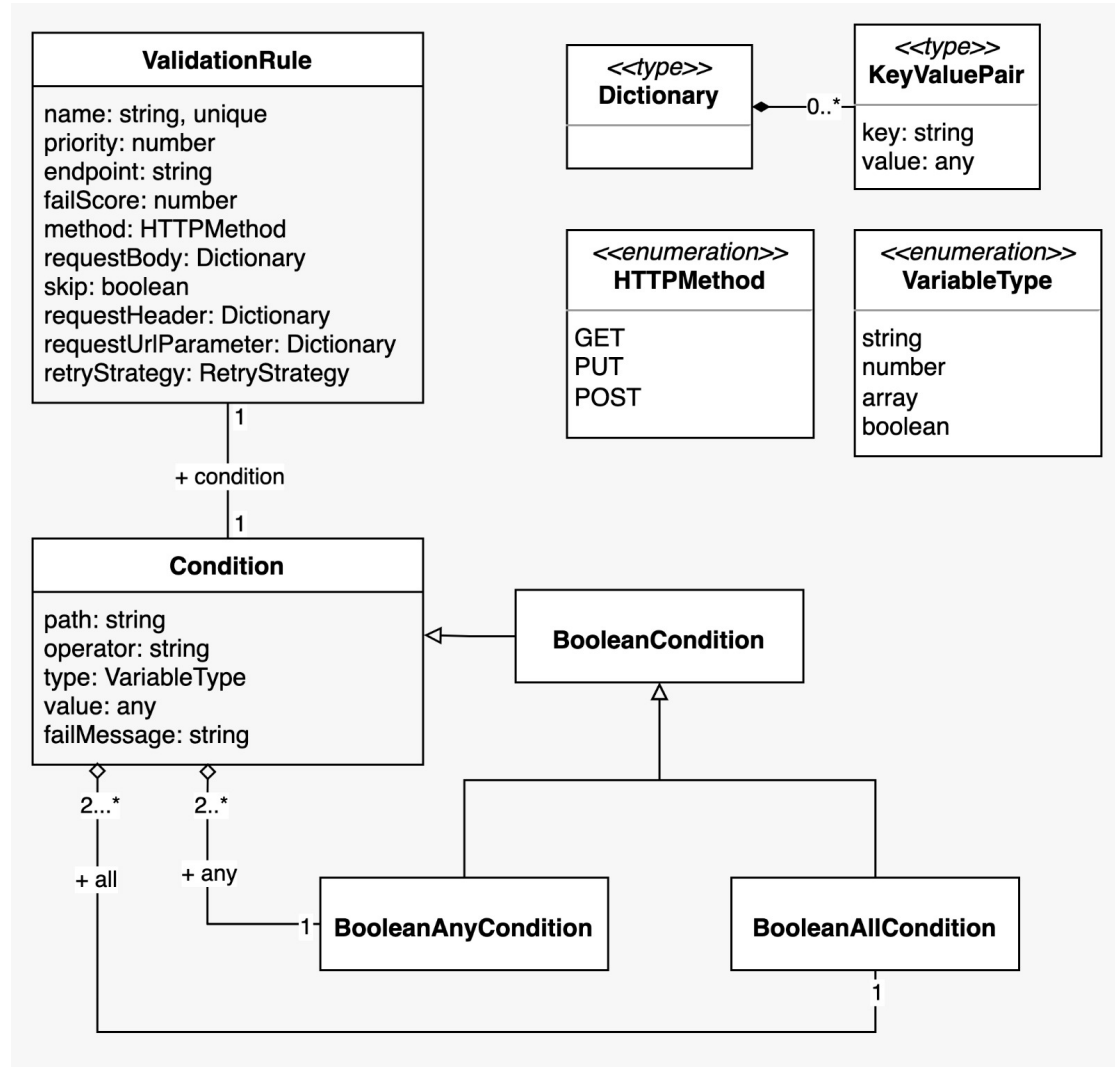 ValidationRule
name: string, unique
priority: number
endpoint: string
failScore: number
method: HTTPMethod
requestBody: Dictionary
skip: boolean
requestHeader: Dictionary
requestUrlParameter: Dictionary
retryStrategy: RetryStrategy
<<type>>
Dictionary
0..*
<<type>>
KeyValuePair
key: string
value: any
<<enumeration>>
HTTPMethod
GET
PUT
POST
<<enumeration>>
VariableType
string
number
array
boolean
1
+ condition
1
Condition
path: string
operator: string
type: VariableType
value: any
failMessage: string
BooleanCondition
2...*
2..*
+ all
+ any
1
BooleanAnyCondition
BooleanAllCondition
1